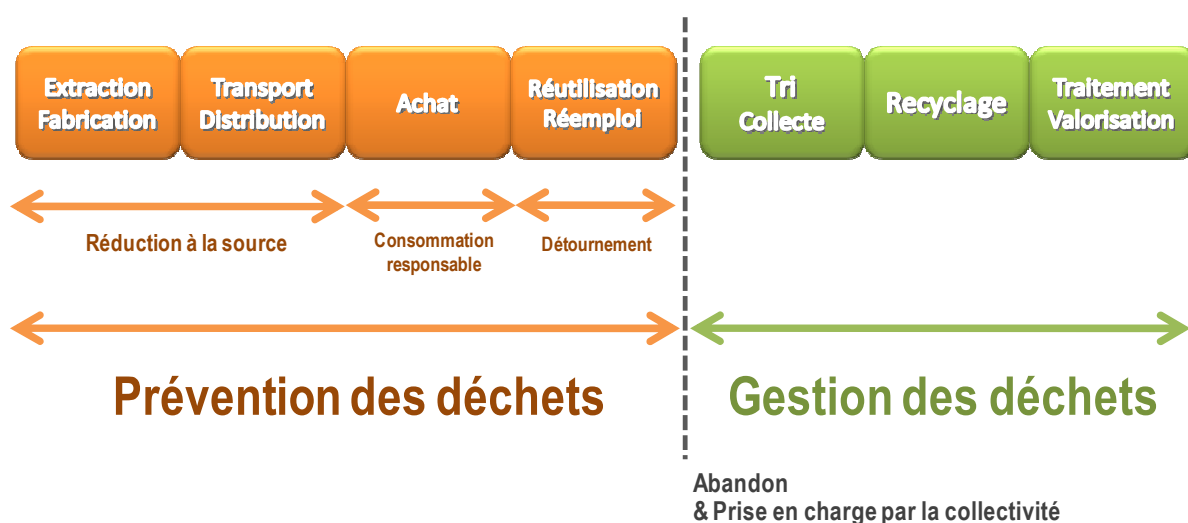 Extraction
Fabrication
Transport
Distribution
Achat
Réutilisation
Réemploi
Tri
Collecte
Recyclage
Traitement
Valorisation
Réduction à la source
Consommation
responsable
Détournement
Prévention des déchets
Gestion des déchets
Abandon
& Prise en charge par la collectivité